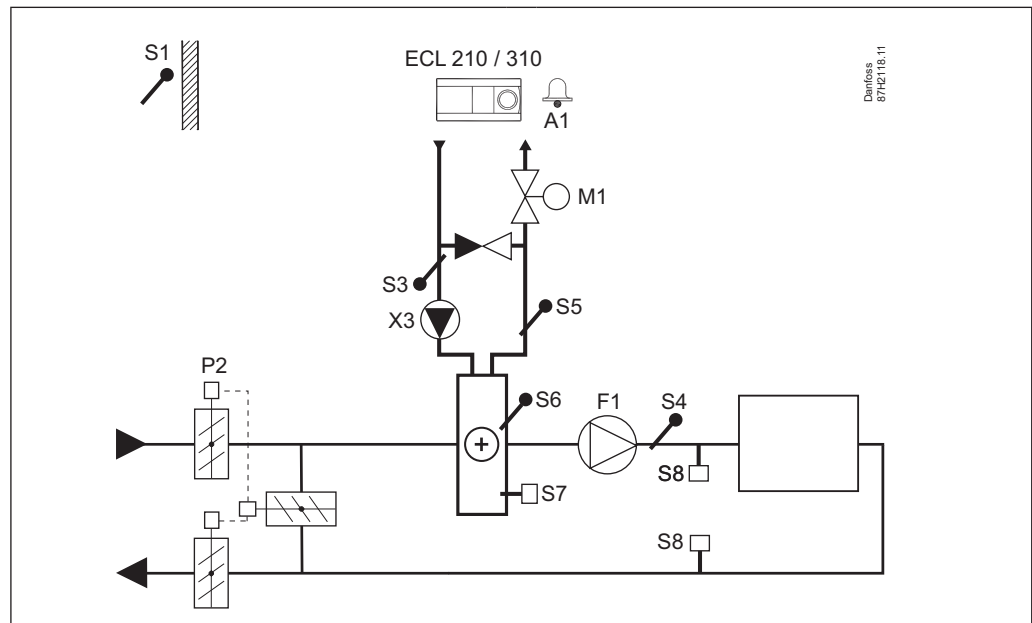 S1
ECL 210 / 310
A1
Danfoss
87H2118.11
M1
S3
S5
X3
P2
S6
F1
S4
S8
S7
S8
+